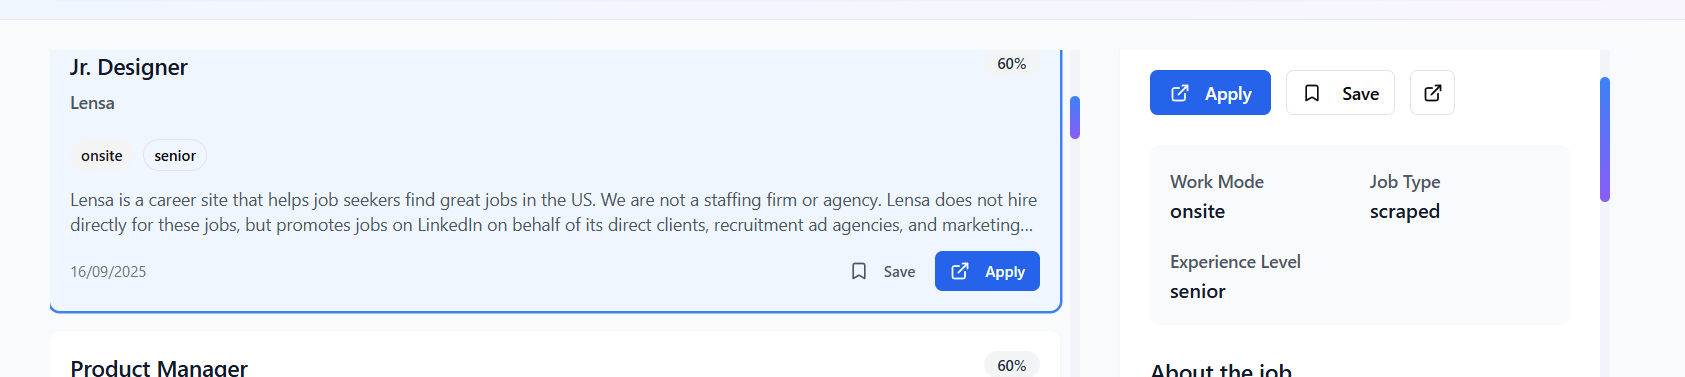 Jr. Designer
60%
Lensa
onsite
senior
Lensa is a career site that helps job seekers find great jobs in the US. We are not a staffing firm or agency. Lensa does not hire
directly for these jobs, but promotes jobs on LinkedIn on behalf of its direct clients, recruitment ad agencies, and marketing...
16/09/2025
Save
Apply
Product Manager
60%
Apply
Save
Work Mode
Job Type
onsite
scraped
Experience Level
senior
About the job